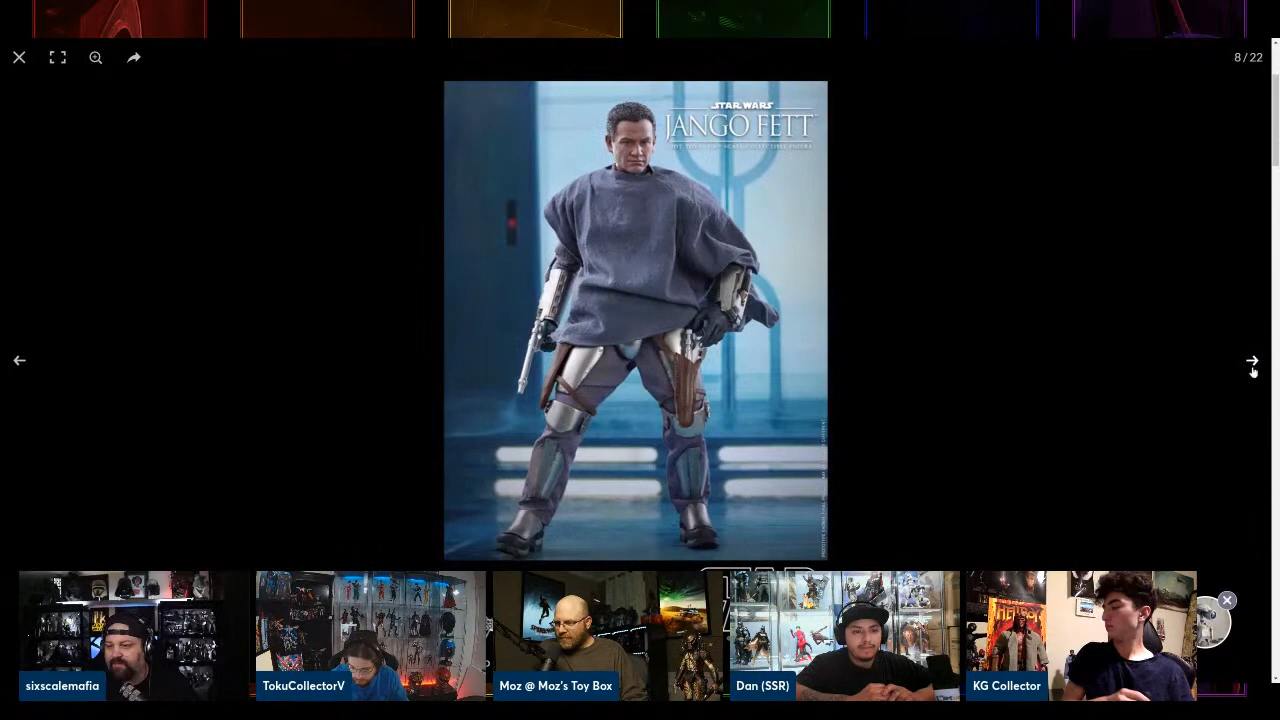 8 / 22
STAR WARS
JANGO FETT
sixscalemafia
TokuCollectorV
Moz @ Moz's Toy Box
Dan (SSR)
KG Collector